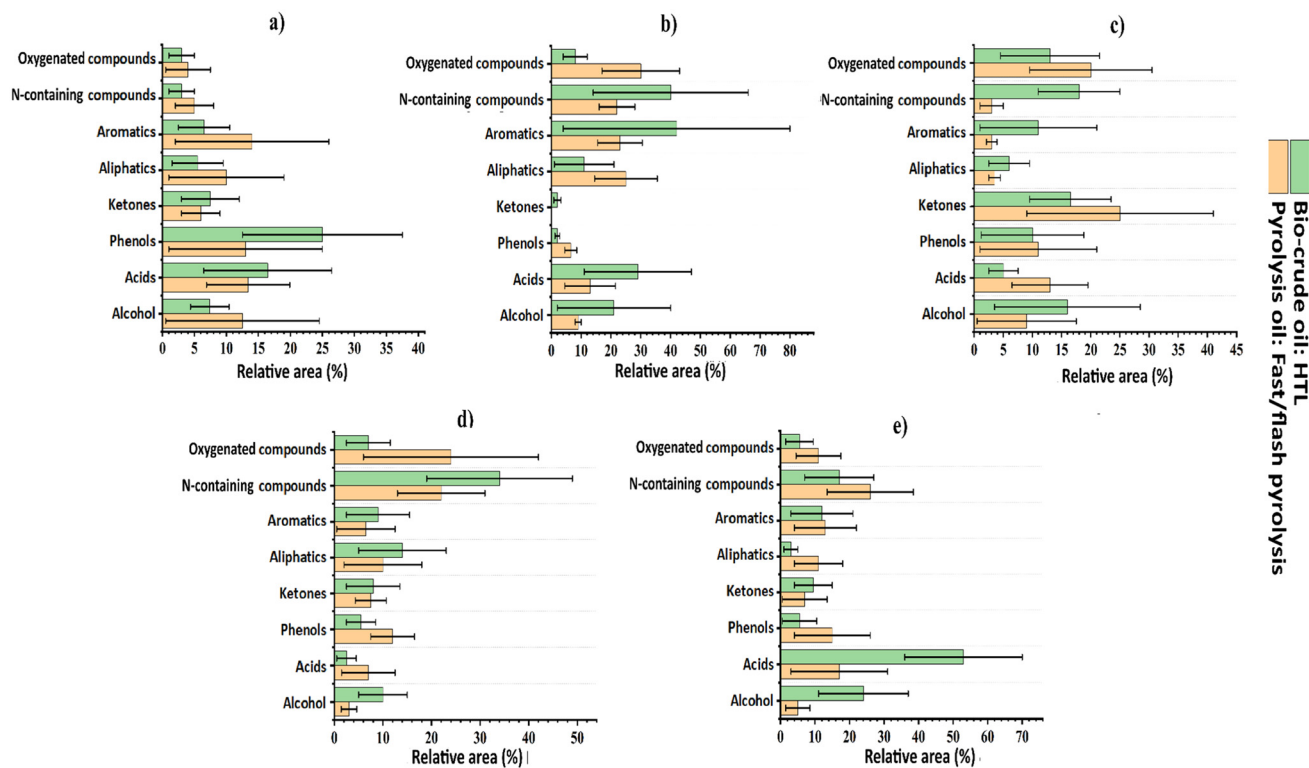 a)
Oxygenated compounds
N-containing compounds
Aromatics
Aliphatics
Ketones
Phenols
Acids
Alcohol
0 5 10 15 20 25 30 35 40
Relative area (%)
b)
Oxygenated compounds
N-containing compounds
Aromatics
Aliphatics
Ketones
Phenols
Acids
Alcohol
0 10 20 30 40 50 60 70 80
Relative area (%)
c)
Oxygenated compounds
N-containing compounds
Aromatics
Aliphatics
Ketones
Phenols
Acids
Alcohol
0 5 10 15 20 25 30 35 40 45
Relative area (%)
d)
Oxygenated compounds
N-containing compounds
Aromatics
Aliphatics
Ketones
Phenols
Acids
Alcohol
0 10 20 30 40 50
Relative area (%)
e)
Oxygenated compounds
N-containing compounds
Aromatics
Aliphatics
Ketones
Phenols
Acids
Alcohol
0 10 20 30 40 50 60 70
Relative area (%)
Bio-crude oil: HTL
Pyrolysis oil: Fast/flash pyrolysis